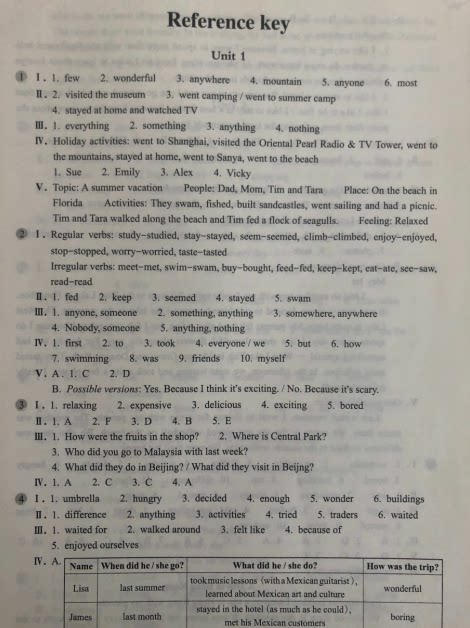 Reference key
Unit 1
① Ⅰ. 1. few 2. wonderful 3. anywhere 4. mountain 5. anyone 6. most
Ⅱ. 2. visited the museum 3. went camping / went to summer camp
4. stayed at home and watched TV
Ⅲ. 1. everything 2. something 3. anything 4. nothing
Ⅳ. Holiday activities: went to Shanghai, visited the Oriental Pearl Radio & TV Tower, went to
the mountains, stayed at home, went to Sanya, went to the beach
1. Sue 2. Emily 3. Alex 4. Vicky
Ⅴ. Topic: A summer vacation People: Dad, Mom, Tim and Tara Place: On the beach in
Florida Activities: They swam, fished, built sandcastles, went sailing and had a picnic.
Tim and Tara walked along the beach and Tim fed a flock of seagulls. Feeling: Relaxed
② Ⅰ. Regular verbs: study-studied, stay-stayed, seem-seemed, climb-climbed, enjoy-enjoyed,
stop-stopped, worry-worried, taste-tasted
Irregular verbs: meet-met, swim-swam, buy-bought, feed-fed, keep-kept, eat-ate, see-saw,
read-read
Ⅱ. 1. fed 2. keep 3. seemed 4. stayed 5. swam
Ⅲ. 1. anyone, someone 2. something, anything 3. somewhere, anywhere
4. Nobody, someone 5. anything, nothing
Ⅳ. 1. first 2. to 3. took 4. everyone / we 5. but 6. how
7. swimming 8. was 9. friends 10. myself
Ⅴ. A. 1. C 2. D
B. Possible versions: Yes. Because I think it's exciting. / No. Because it's scary.
③ Ⅰ. 1. relaxing 2. expensive 3. delicious 4. exciting 5. bored
Ⅱ. 1. A 2. F 3. D 4. B 5. E
Ⅲ. 1. How were the fruits in the shop? 2. Where is Central Park?
3. Who did you go to Malaysia with last week?
4. What did they do in Beijing? / What did they visit in Beijng?
Ⅳ. 1. A 2. C 3. C 4. A
④ Ⅰ. 1. umbrella 2. hungry 3. decided 4. enough 5. wonder 6. buildings
Ⅱ. 1. difference 2. anything 3. activities 4. tried 5. traders 6. waited
Ⅲ. 1. waited for 2. walked around 3. felt like 4. because of
5. enjoyed ourselves
Ⅳ. A. Name When did he / she go? What did he / she do? How was the trip?
Lisa last summer took music lessons (with a Mexican guitarist), wonderful
learned about Mexican art and culture
James last month stayed in the hotel (as much as he could), boring
met his Mexican customers